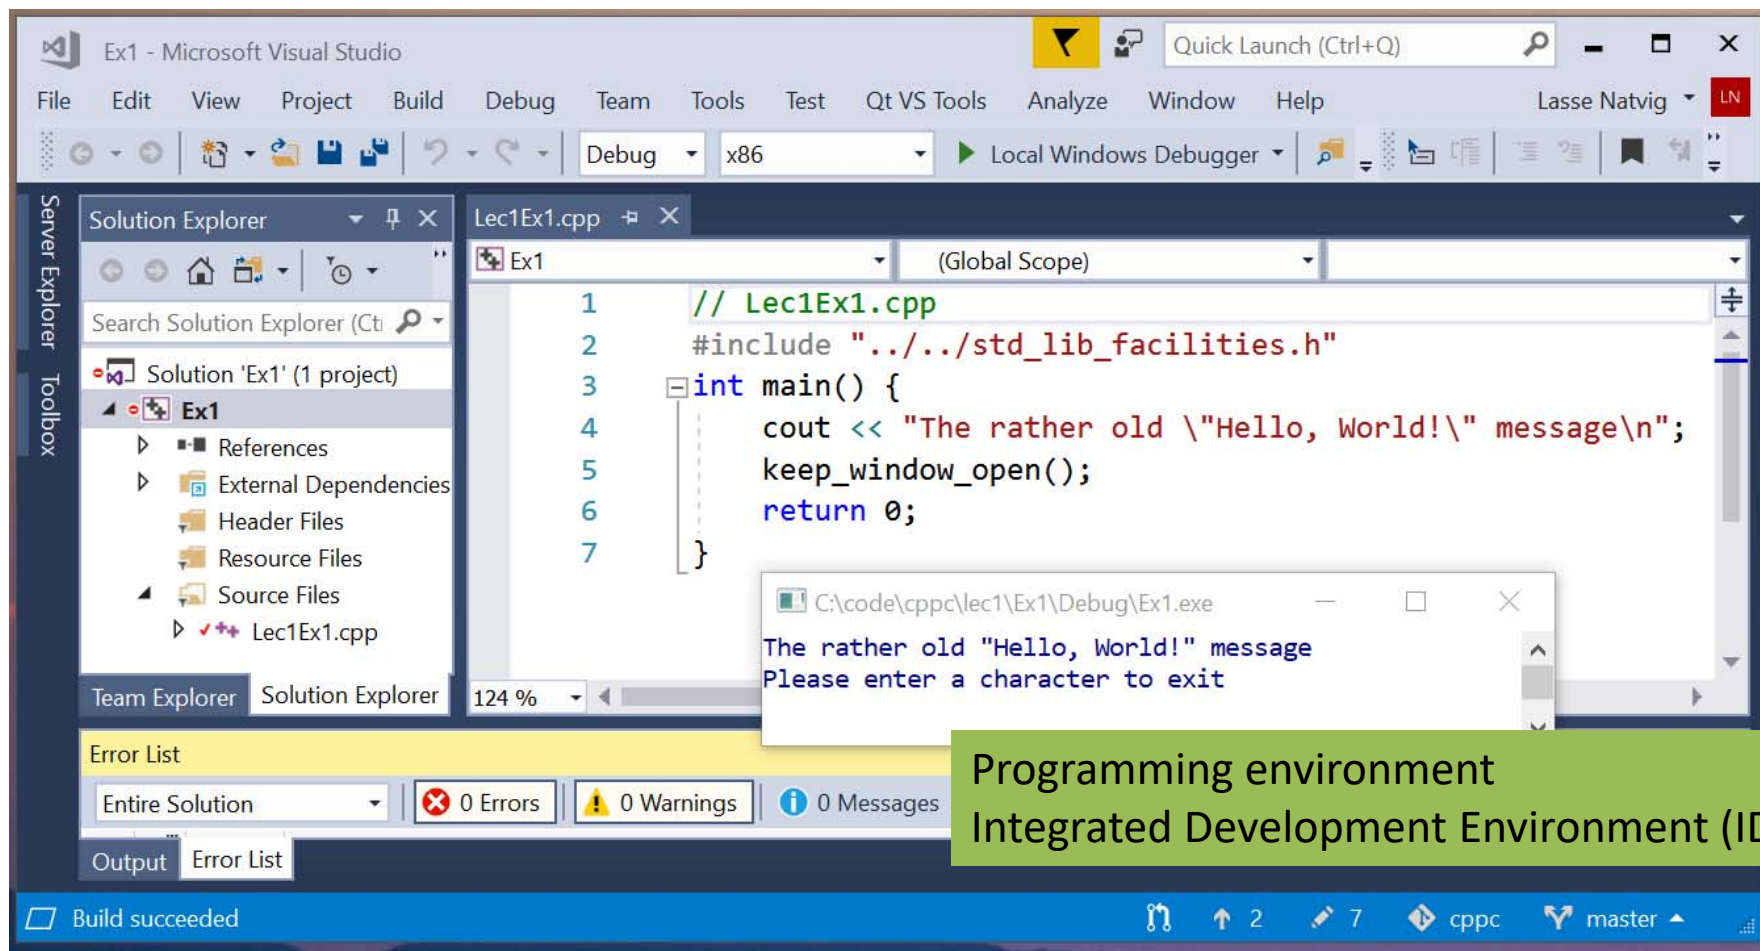 Ex1 - Microsoft Visual Studio
Quick Launch (Ctrl+Q)
File Edit View Project Build Debug Team Tools Test Qt VS Tools Analyze Window Help Lasse Natvig LN
Debug x86 Local Windows Debugger
Server Explorer
Toolbox
Solution Explorer
Search Solution Explorer (Ct
Solution 'Ex1' (1 project)
Ex1
References
External Dependencies
Header Files
Resource Files
Source Files
Lec1Ex1.cpp
Team Explorer Solution Explorer
Lec1Ex1.cpp
Ex1 (Global Scope)
1 // Lec1Ex1.cpp
2 #include "../../std_lib_facilities.h"
3 int main() {
4 cout << "The rather old \"Hello, World!\" message\n";
5 keep_window_open();
6 return 0;
7 }
124 %
C:\code\cppc\lec1\Ex1\Debug\Ex1.exe
The rather old "Hello, World!" message
Please enter a character to exit
Error List
Entire Solution 0 Errors 0 Warnings 0 Messages
Output Error List
Programming environment
Integrated Development Environment (ID
Build succeeded 2 7 cppc master